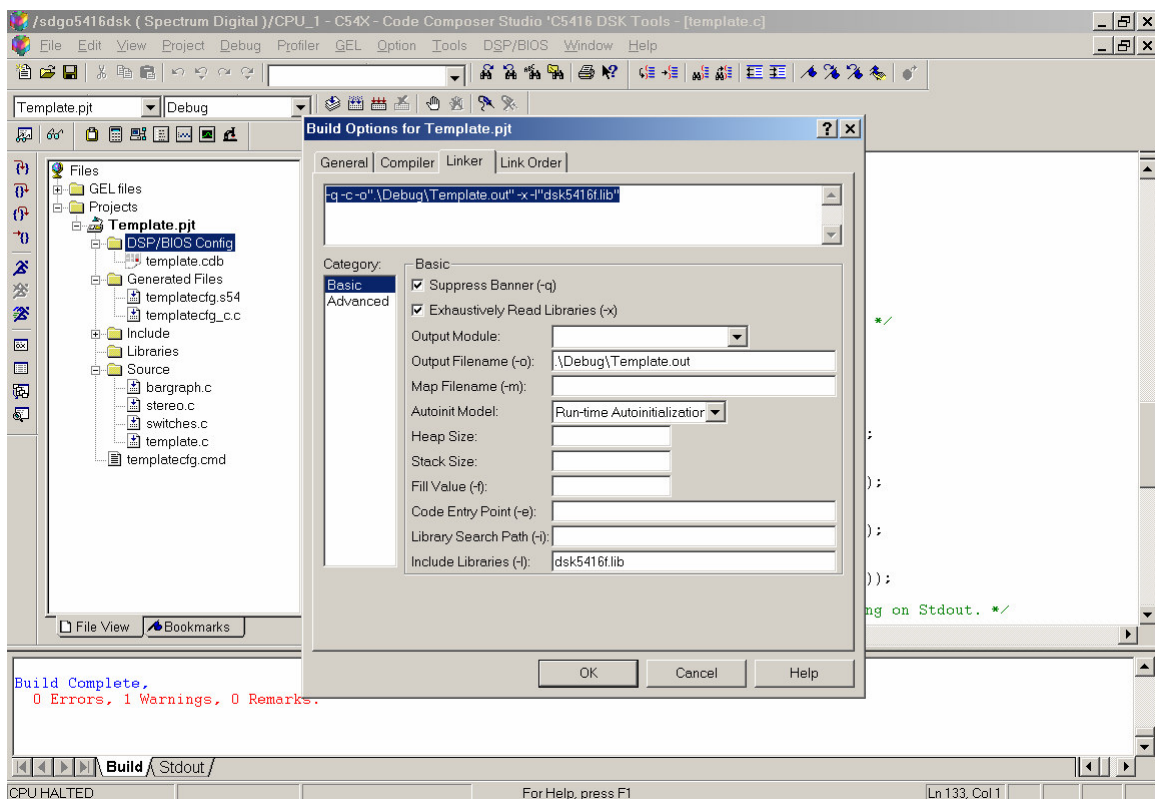 /sdgo5416dsk ( Spectrum Digital )/CPU_1 - C54X - Code Composer Studio 'C5416 DSK Tools - [template.c]
File Edit View Project Debug Profiler GEL Option Tools DSP/BIOS Window Help
Template.pjt Debug
Build Options for Template.pjt
General Compiler Linker Link Order
-q -c -o".\Debug\Template.out" -x -l"dsk5416f.lib"
Category:
Basic
Advanced
Basic
Suppress Banner (-q)
Exhaustively Read Libraries (-x)
Output Module:
Output Filename (-o): .\Debug\Template.out
Map Filename (-m):
Autoinit Model: Run-time Autoinitialization
Heap Size:
Stack Size:
Fill Value (-f):
Code Entry Point (-e):
Library Search Path (-i):
Include Libraries (-l): dsk5416f.lib
OK Cancel Help
Files
GEL files
Projects
Template.pjt
DSP/BIOS Config
template.cdb
Generated Files
templatecfg.s54
templatecfg_c.c
Include
Libraries
Source
bargraph.c
stereo.c
switches.c
template.c
templatecfg.cmd
File View Bookmarks
*/
;
);
);
));
ng on Stdout. */
Build Complete,
0 Errors, 1 Warnings, 0 Remarks.
Build Stdout
CPU HALTED For Help, press F1 Ln 133, Col 1